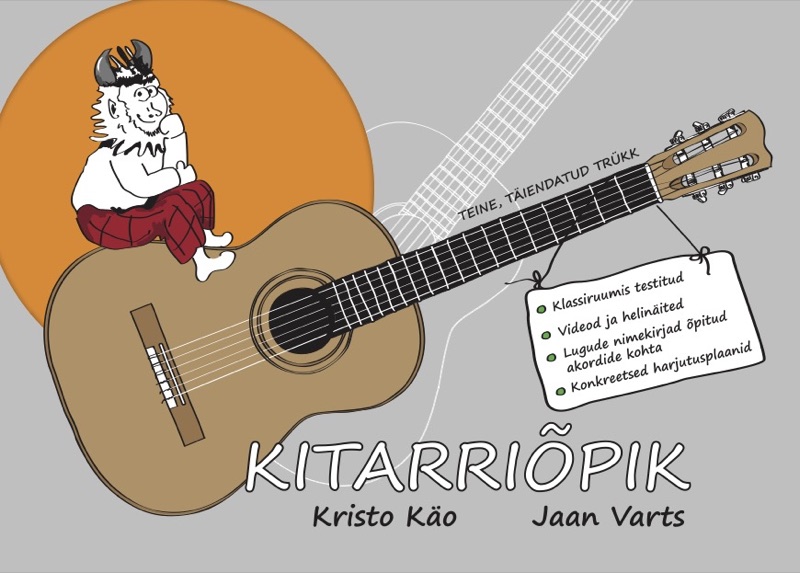 TEINE, TÄIENDATUD TRÜKK
Klassiruumis testitud
Videod ja helinäited
Lugude nimekirjad õpitud
akordide kohta
Konkreetsed harjutusplaanid
KITARRIÕPIK
Kristo Käo Jaan Varts